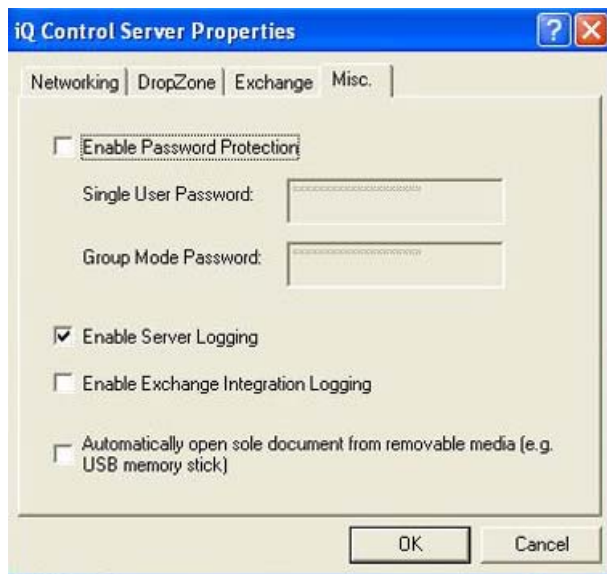 iQ Control Server Properties
Networking DropZone Exchange Misc.
Enable Password Protection
Single User Password:
Group Mode Password:
Enable Server Logging
Enable Exchange Integration Logging
Automatically open sole document from removable media (e.g.
USB memory stick)
OK Cancel